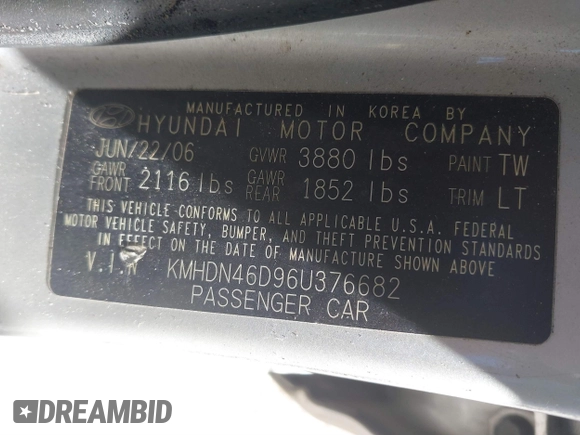 MANUFACTURED IN KOREA BY
HYUNDAI MOTOR COMPANY
JUN/22/06 GVWR 3880 lbs PAINT TW
GAWR FRONT 2116 lbs GAWR REAR 1852 lbs TRIM LT
THIS VEHICLE CONFORMS TO ALL APPLICABLE U.S.A. FEDERAL
MOTOR VEHICLE SAFETY, BUMPER, AND THEFT PREVENTION STANDARDS
IN EFFECT ON THE DATE OF MANUFACTURE SHOWN ABOVE
V.I.N KMHDN46D96U376682
PASSENGER CAR
DREAMBID